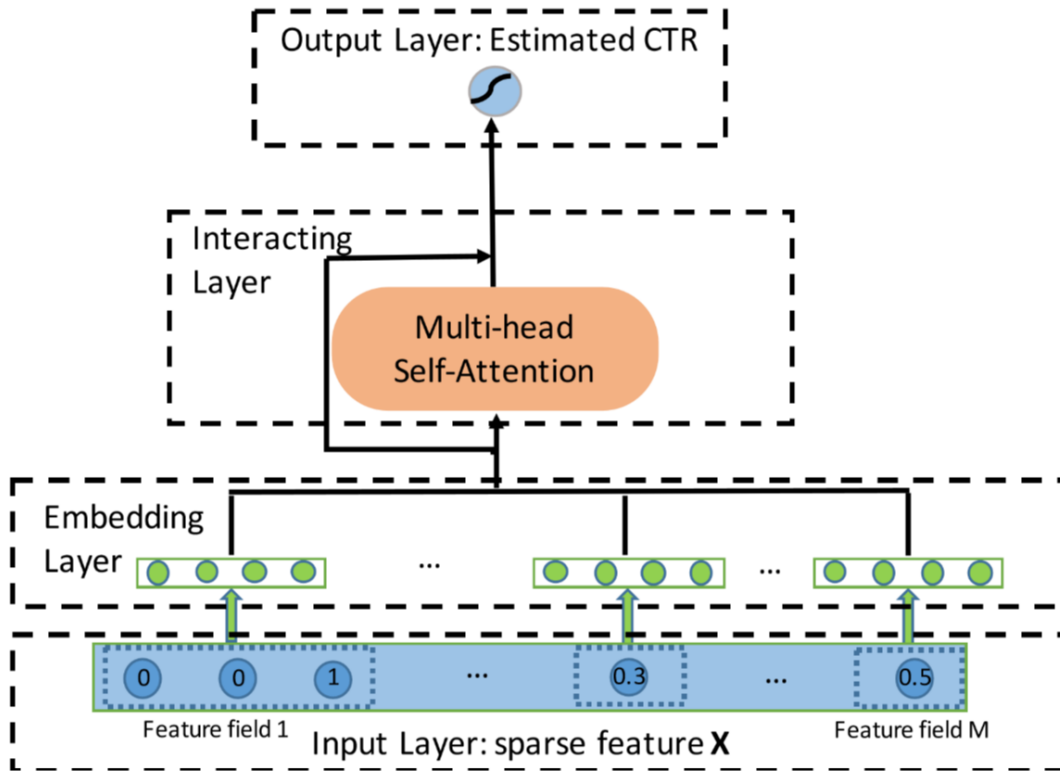 Output Layer: Estimated CTR
Interacting
Layer
Multi-head
Self-Attention
Embedding
Layer
... ...
0 0 1 ... 0.3 ... 0.5
Feature field 1 Feature field M
Input Layer: sparse feature X